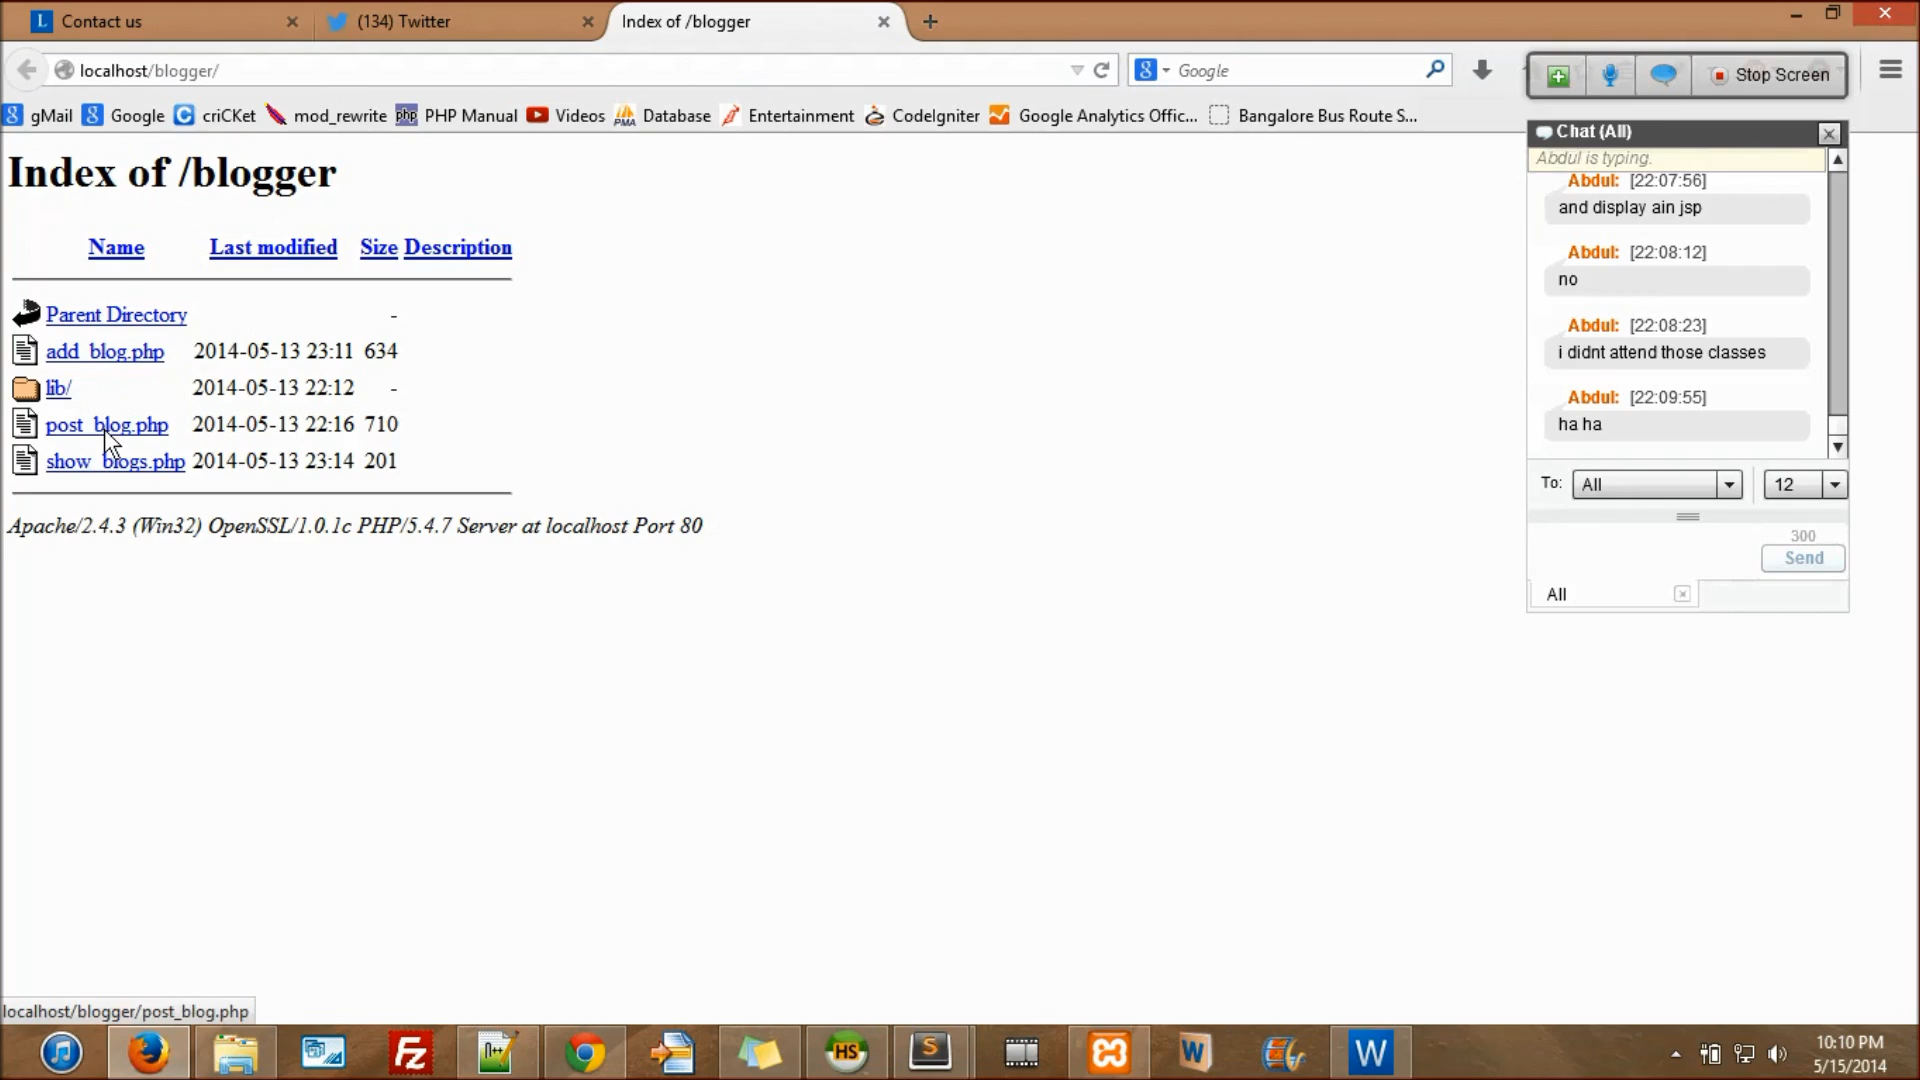 Contact us
(134) Twitter
Index of /blogger
localhost/blogger/
Google
Stop Screen
gMail
Google
criCKet
mod_rewrite
PHP Manual
Videos
Database
Entertainment
CodeIgniter
Google Analytics Offic...
Bangalore Bus Route S...
Index of /blogger
Name Last modified Size Description
Parent Directory -
add_blog.php 2014-05-13 23:11 634
lib/ 2014-05-13 22:12 -
post_blog.php 2014-05-13 22:16 710
show_blogs.php 2014-05-13 23:14 201
Apache/2.4.3 (Win32) OpenSSL/1.0.1c PHP/5.4.7 Server at localhost Port 80
Chat (All)
Abdul is typing.
Abdul: [22:07:56]
and display ain jsp
Abdul: [22:08:12]
no
Abdul: [22:08:23]
i didnt attend those classes
Abdul: [22:09:55]
ha ha
To: All 12
300
Send
All
localhost/blogger/post_blog.php
10:10 PM
5/15/2014